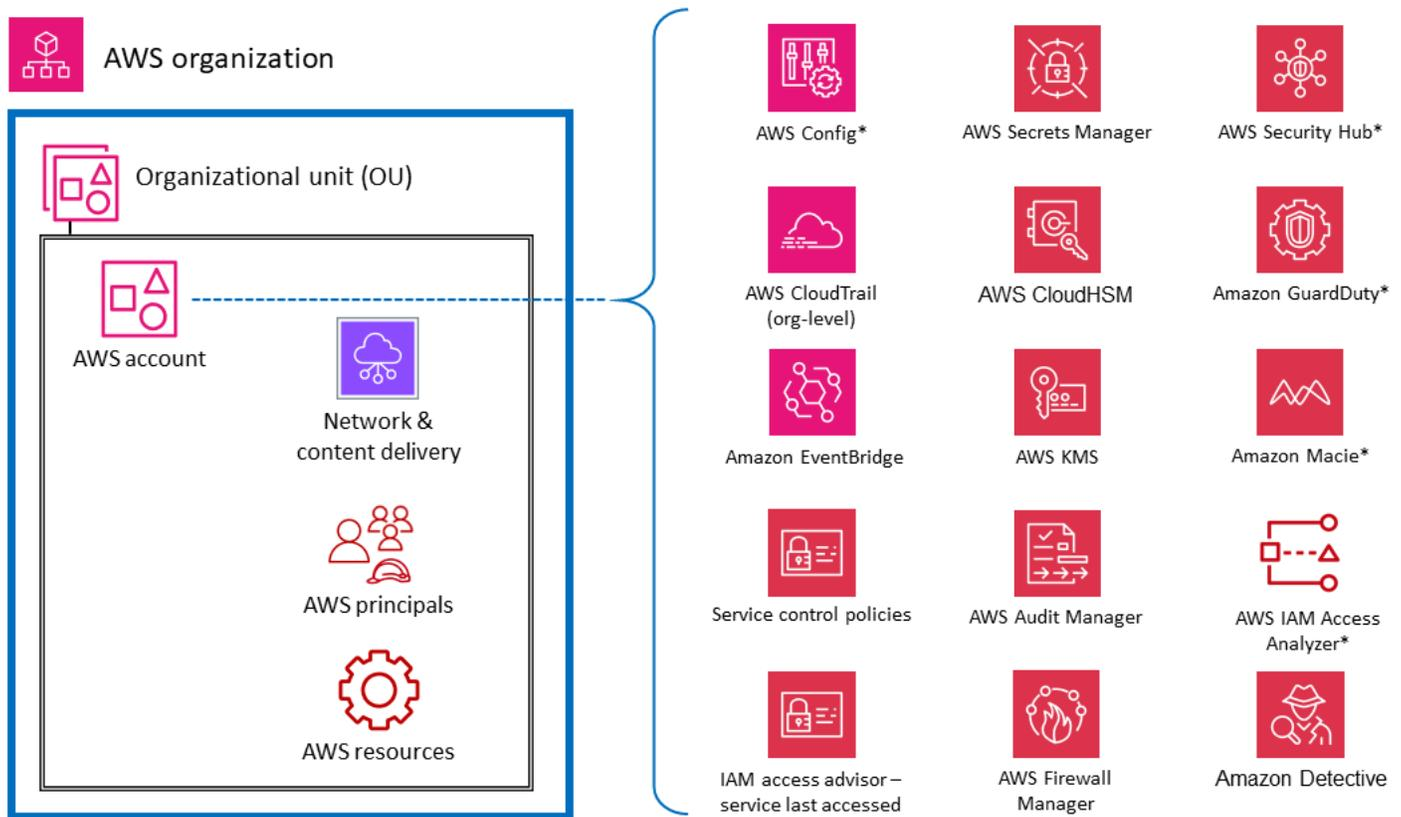 AWS organization
Organizational unit (OU)
AWS account
Network &
content delivery
AWS principals
AWS resources
AWS Config*
AWS Secrets Manager
AWS Security Hub*
AWS CloudTrail
(org-level)
AWS CloudHSM
Amazon GuardDuty*
Amazon EventBridge
AWS KMS
Amazon Macie*
Service control policies
AWS Audit Manager
AWS IAM Access
Analyzer*
IAM access advisor –
service last accessed
AWS Firewall
Manager
Amazon Detective